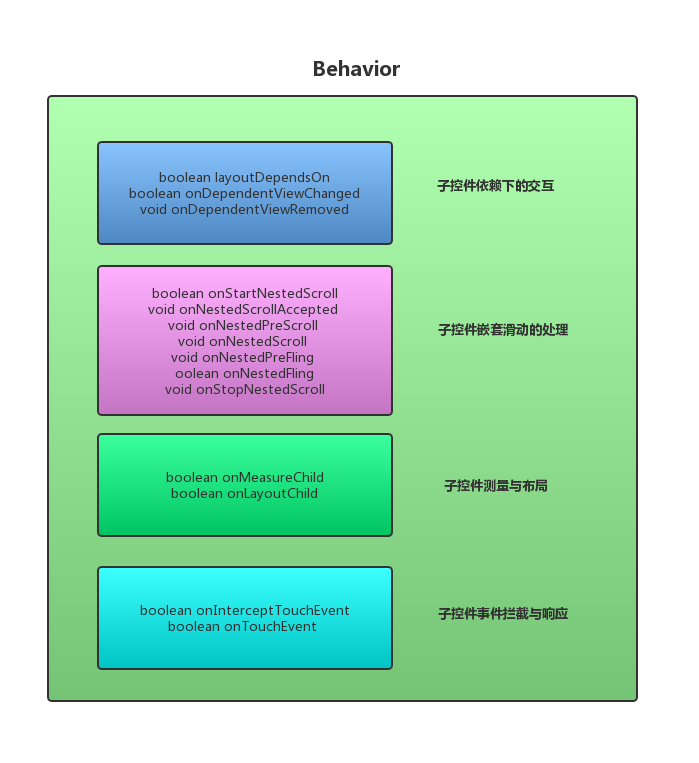 Behavior
boolean layoutDependsOn
boolean onDependentViewChanged
void onDependentViewRemoved
子控件依赖下的交互
boolean onStartNestedScroll
void onNestedScrollAccepted
void onNestedPreScroll
void onNestedScroll
void onNestedPreFling
oolean onNestedFling
void onStopNestedScroll
子控件嵌套滑动的处理
boolean onMeasureChild
boolean onLayoutChild
子控件测量与布局
boolean onInterceptTouchEvent
boolean onTouchEvent
子控件事件拦截与响应